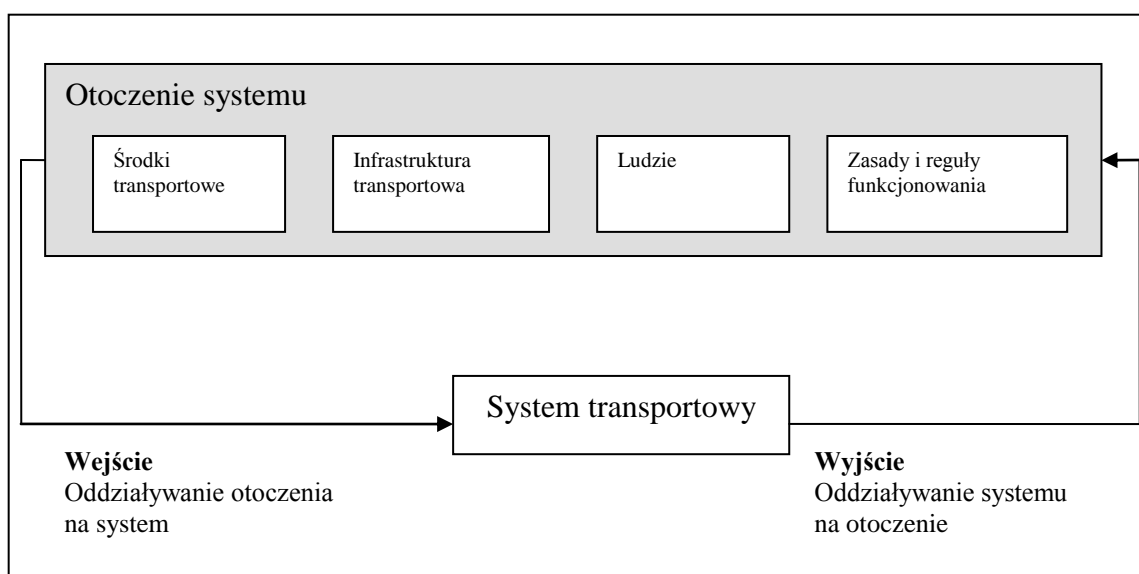 Otoczenie systemu
Środki
transportowe
Infrastruktura
transportowa
Ludzie
Zasady i reguły
funkcjonowania
System transportowy
Wejście
Oddziaływanie otoczenia
na system
Wyjście
Oddziaływanie systemu
na otoczenie